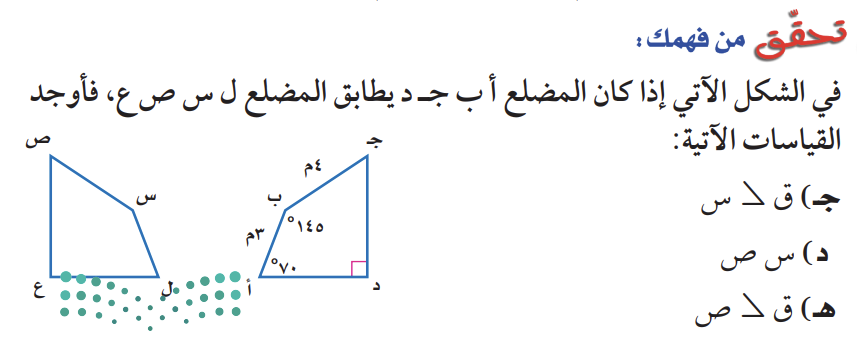 تحقّق من فهمك:
في الشكل الآتي إذا كان المضلع أ ب جـ د يطابق المضلع ل س ص ع، فأوجد
القياسات الآتية:
جـ) ق ∠ س
د) س ص
هـ) ق ∠ ص
ص
س
ع
ل
جـ
٤م
ب
١٤٥°
٣م
٧٠°
أ
د